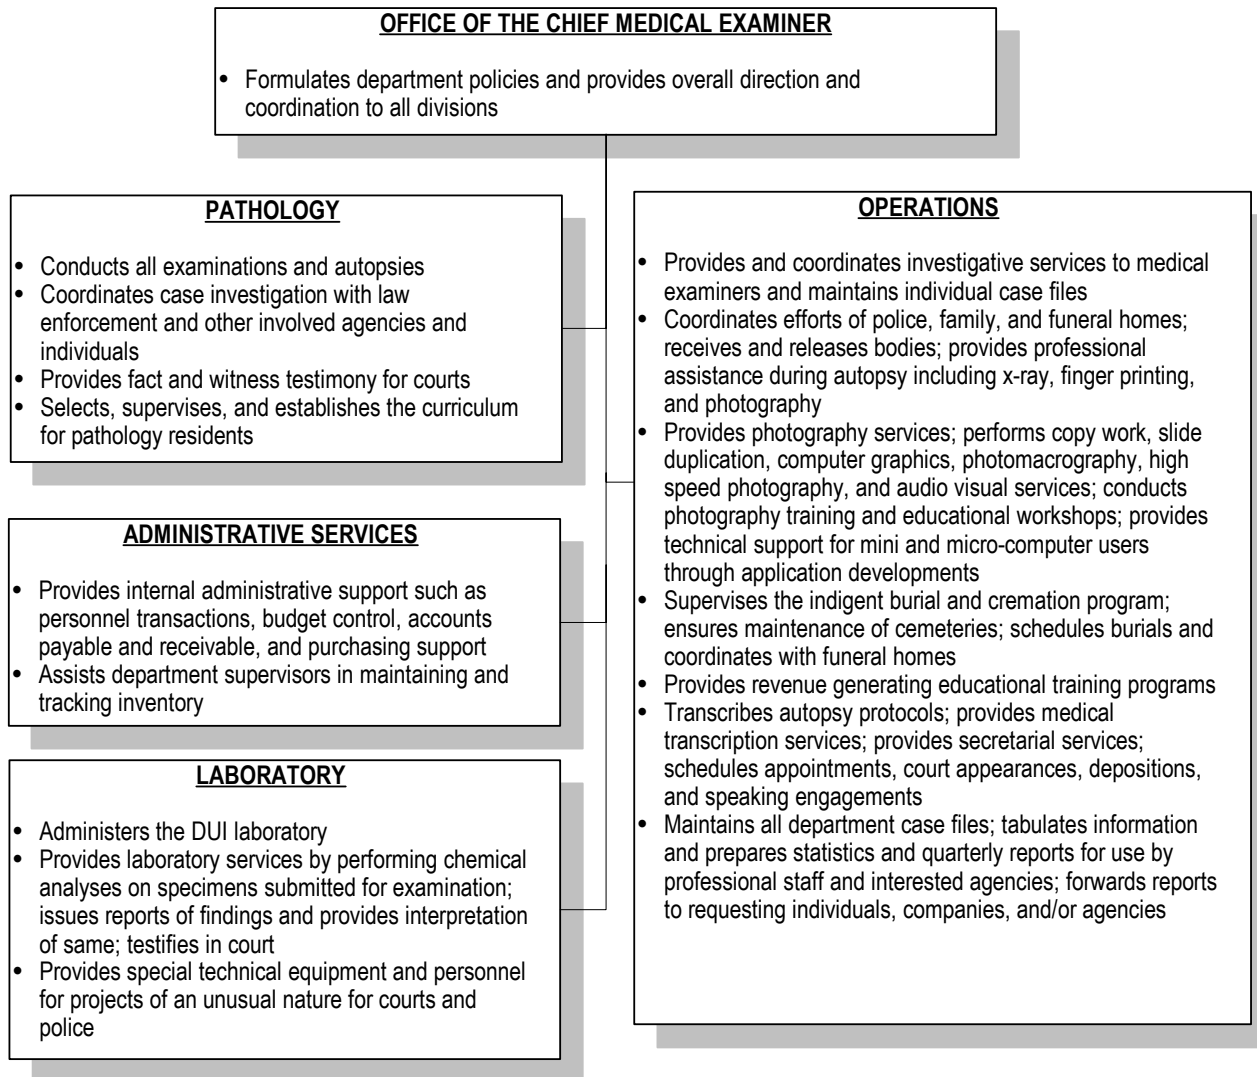 OFFICE OF THE CHIEF MEDICAL EXAMINER
• Formulates department policies and provides overall direction and
coordination to all divisions
PATHOLOGY
• Conducts all examinations and autopsies
• Coordinates case investigation with law
enforcement and other involved agencies and
individuals
• Provides fact and witness testimony for courts
• Selects, supervises, and establishes the curriculum
for pathology residents
ADMINISTRATIVE SERVICES
• Provides internal administrative support such as
personnel transactions, budget control, accounts
payable and receivable, and purchasing support
• Assists department supervisors in maintaining and
tracking inventory
LABORATORY
• Administers the DUI laboratory
• Provides laboratory services by performing chemical
analyses on specimens submitted for examination;
issues reports of findings and provides interpretation
of same; testifies in court
• Provides special technical equipment and personnel
for projects of an unusual nature for courts and
police
OPERATIONS
• Provides and coordinates investigative services to medical
examiners and maintains individual case files
• Coordinates efforts of police, family, and funeral homes;
receives and releases bodies; provides professional
assistance during autopsy including x-ray, finger printing,
and photography
• Provides photography services; performs copy work, slide
duplication, computer graphics, photomacrography, high
speed photography, and audio visual services; conducts
photography training and educational workshops; provides
technical support for mini and micro-computer users
through application developments
• Supervises the indigent burial and cremation program;
ensures maintenance of cemeteries; schedules burials and
coordinates with funeral homes
• Provides revenue generating educational training programs
• Transcribes autopsy protocols; provides medical
transcription services; provides secretarial services;
schedules appointments, court appearances, depositions,
and speaking engagements
• Maintains all department case files; tabulates information
and prepares statistics and quarterly reports for use by
professional staff and interested agencies; forwards reports
to requesting individuals, companies, and/or agencies